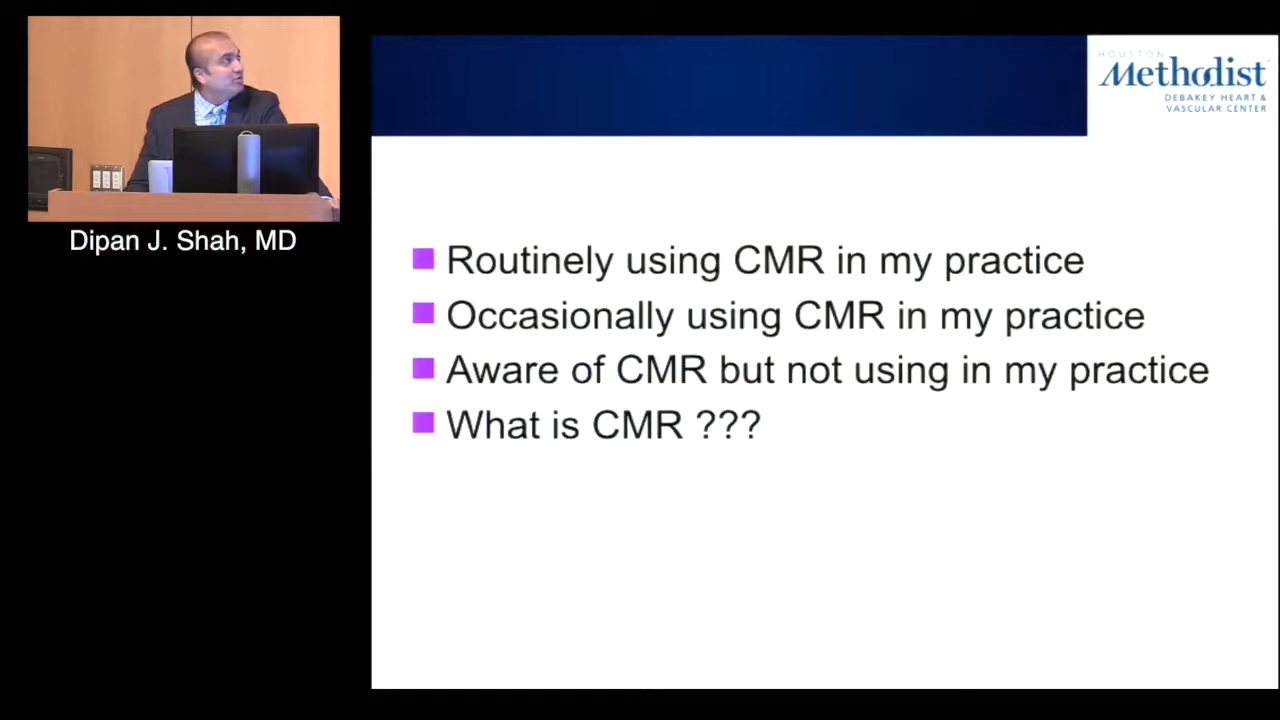 HOUSTON
Methodist
DEBAKEY HEART &
VASCULAR CENTER
Dipan J. Shah, MD
Routinely using CMR in my practice
Occasionally using CMR in my practice
Aware of CMR but not using in my practice
What is CMR ???